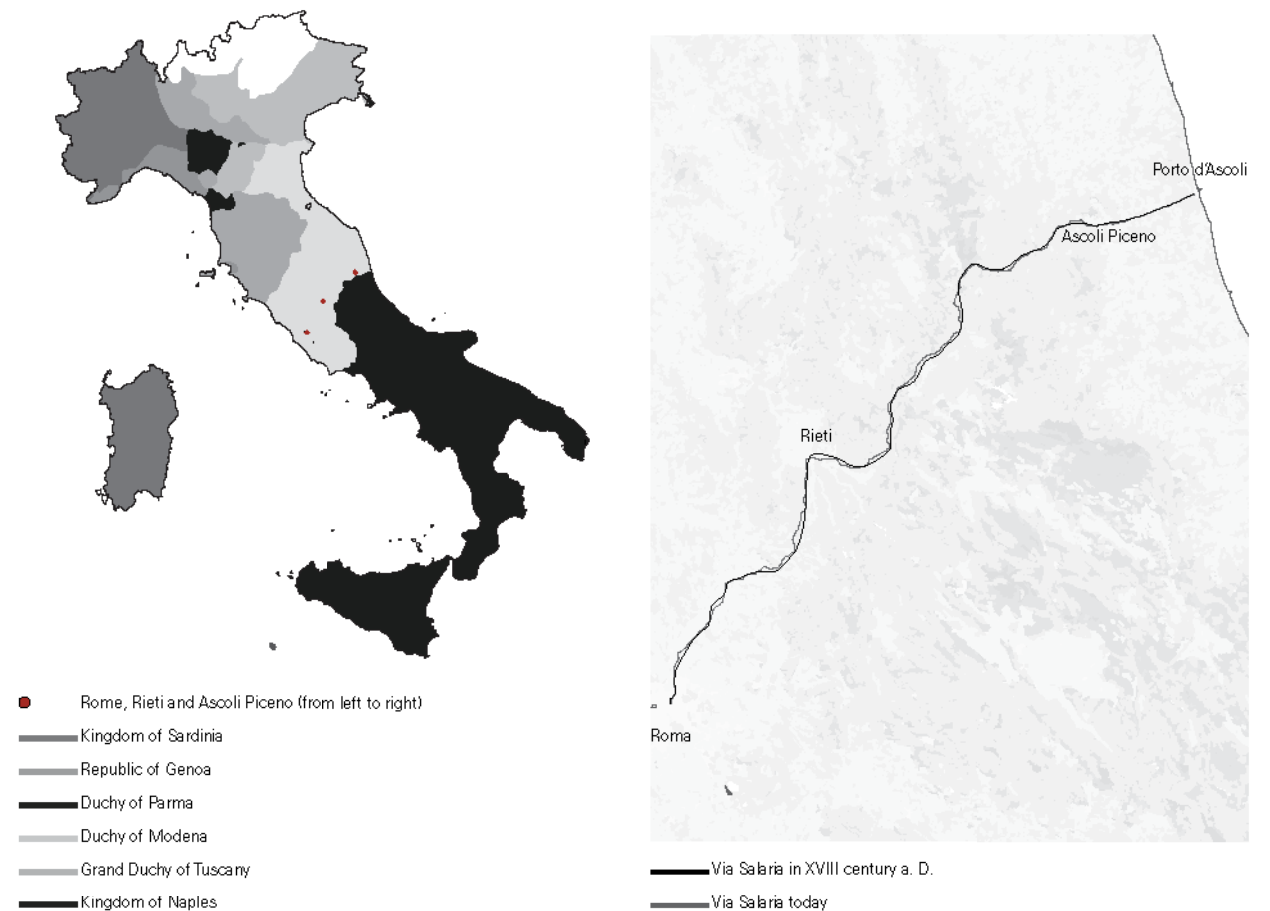 Porto d'Ascoli
Ascoli Piceno
Rieti
Roma
Rome, Rieti and Ascoli Piceno (from left to right)
Kingdom of Sardinia
Republic of Genoa
Duchy of Parma
Duchy of Modena
Grand Duchy of Tuscany
Kingdom of Naples
Via Salaria in XVIII century a. D.
Via Salaria today